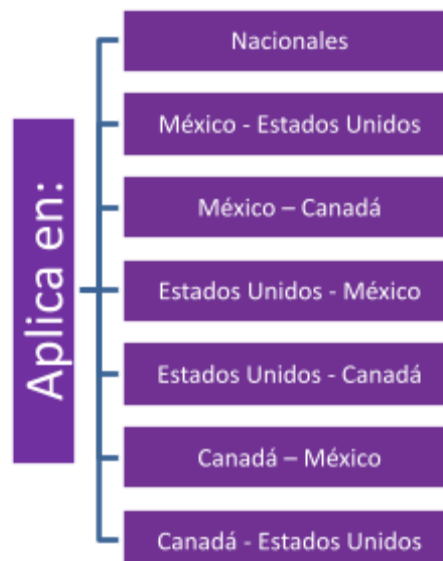 Aplica en:
Nacionales
México - Estados Unidos
México – Canadá
Estados Unidos - México
Estados Unidos - Canadá
Canadá – México
Canadá - Estados Unidos